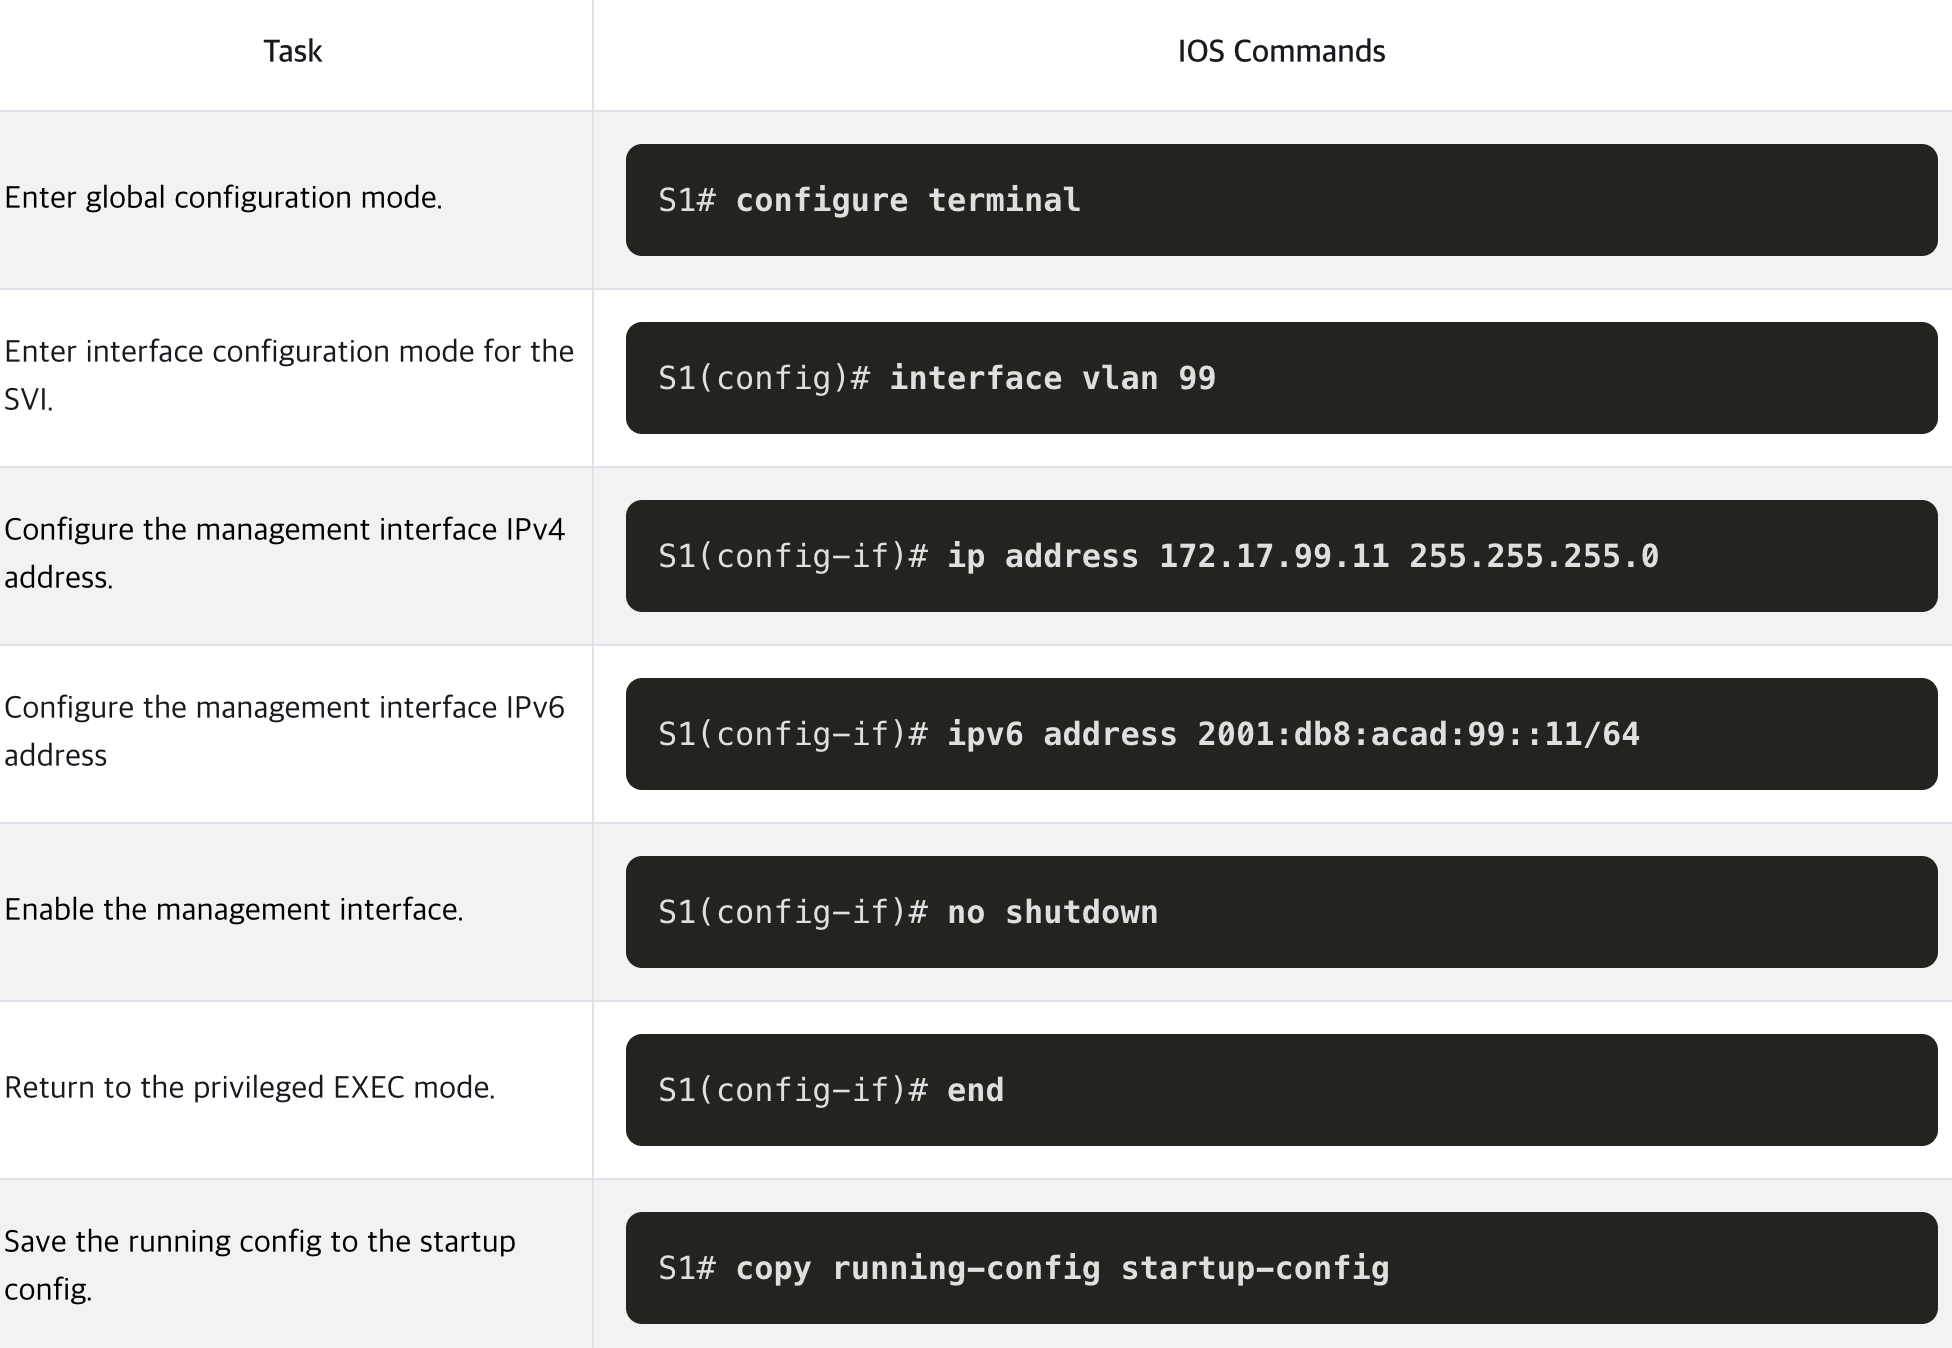 Task
IOS Commands
Enter global configuration mode.
S1# configure terminal
Enter interface configuration mode for the
SVI.
S1(config)# interface vlan 99
Configure the management interface IPv4
address.
S1(config-if)# ip address 172.17.99.11 255.255.255.0
Configure the management interface IPv6
address
S1(config-if)# ipv6 address 2001:db8:acad:99::11/64
Enable the management interface.
S1(config-if)# no shutdown
Return to the privileged EXEC mode.
S1(config-if)# end
Save the running config to the startup
config.
S1# copy running-config startup-config